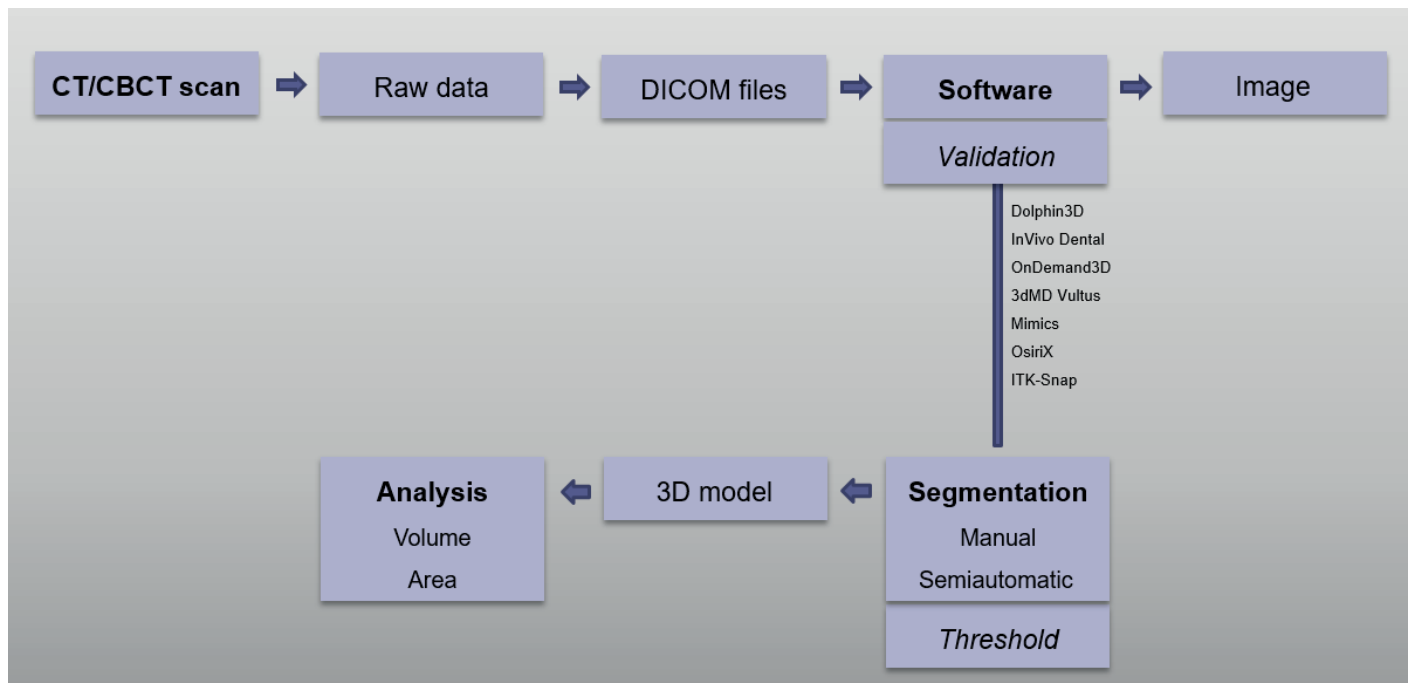 CT/CBCT scan
Raw data
DICOM files
Software
Image
Validation
Dolphin3D
InVivo Dental
OnDemand3D
3dMD Vultus
Mimics
OsiriX
ITK-Snap
Analysis
Volume
Area
3D model
Segmentation
Manual
Semiautomatic
Threshold